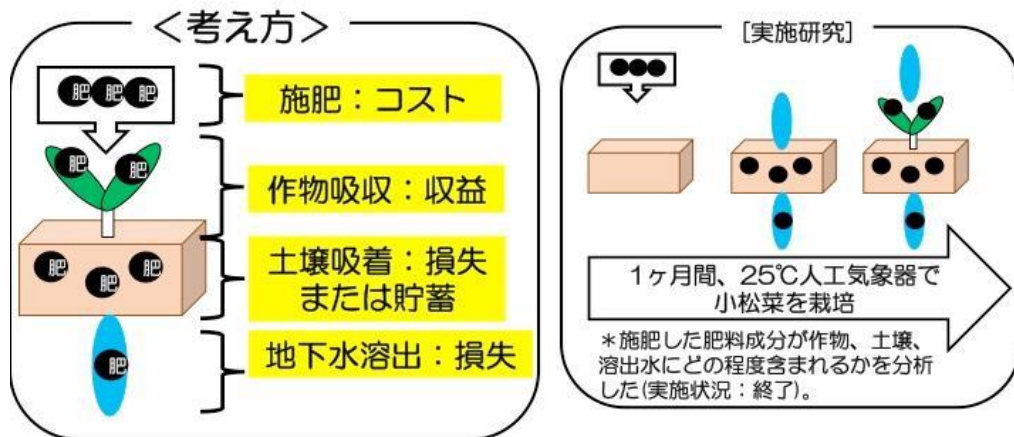 <考え方>
肥 肥 肥
施肥：コスト
肥 肥
作物吸収：収益
肥 肥 肥
土壌吸着：損失
または貯蓄
肥
地下水溶出：損失
[実施研究]
1ヶ月間、25℃人工気象器で
小松菜を栽培
＊施肥した肥料成分が作物、土壌、
溶出水にどの程度含まれるかを分析
した(実施状況：終了)。